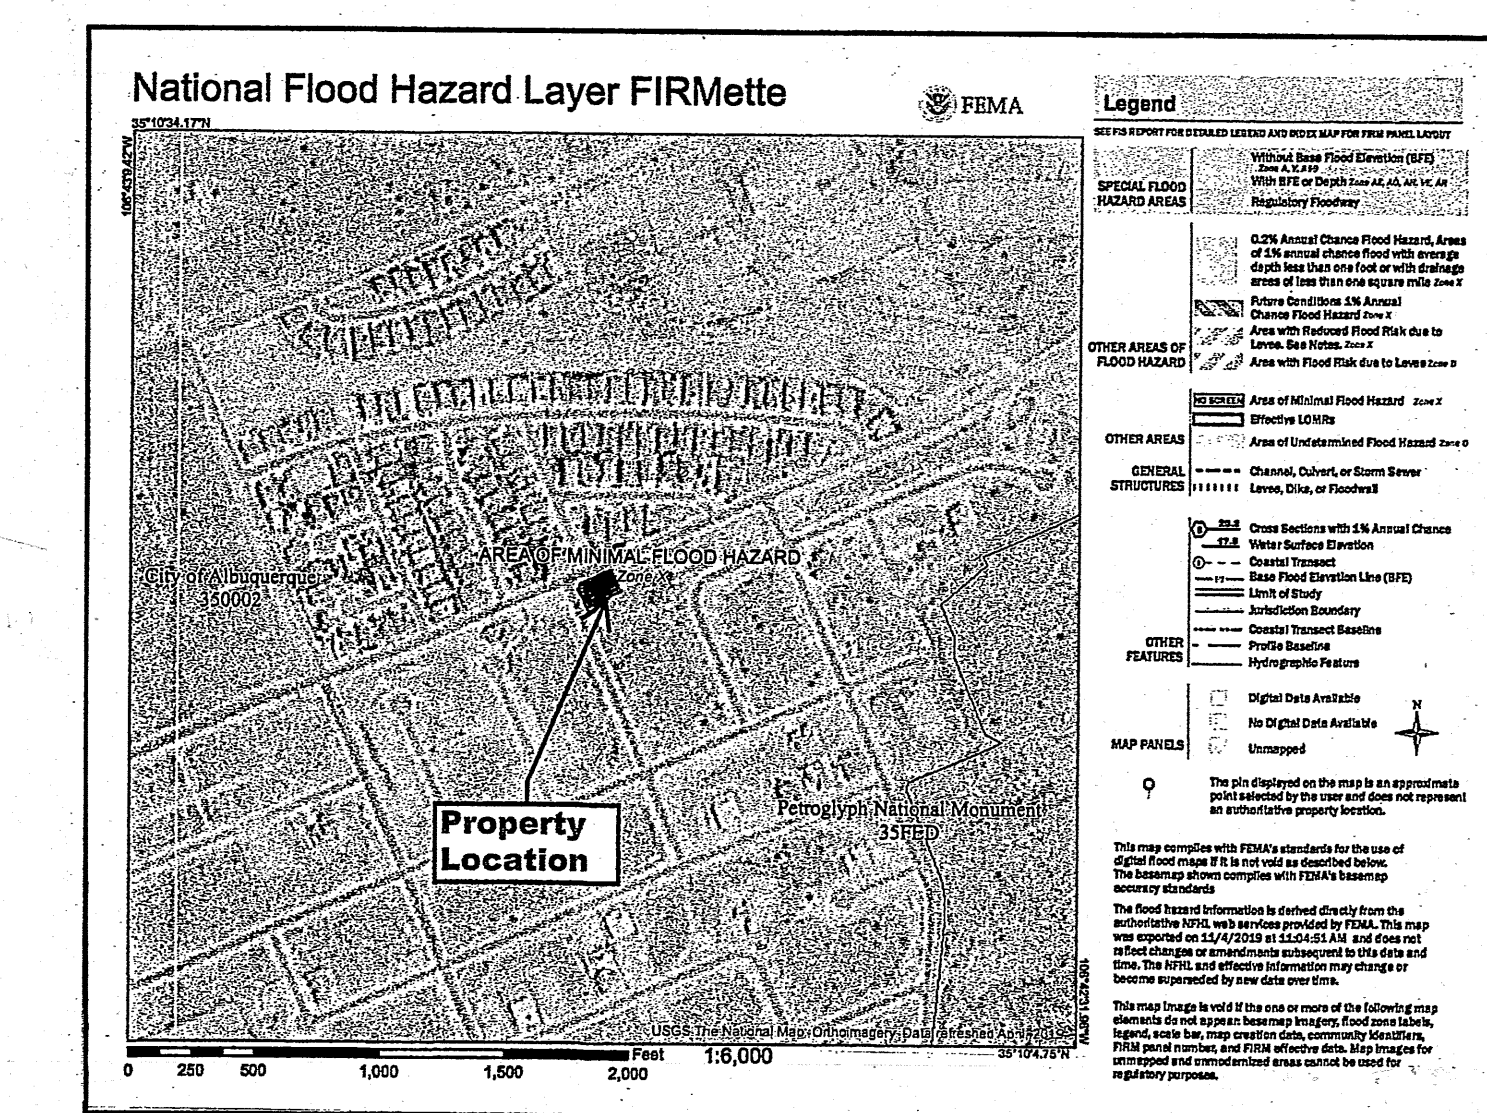 National Flood Hazard Layer FIRMette
FEMA
35°10'34.17"N
106°43'9.42"W
AREA OF MINIMAL FLOOD HAZARD
Zone X
City of Albuquerque
350002
Property
Location
Petroglyph National Monument
35FED
USGS The National Map: Orthoimagery. Data refreshed April, 2019.
0 250 500 1,000 1,500 2,000
Feet
1:6,000
35°10'4.75"N
Legend
SEE FIS REPORT FOR DETAILED LEGEND AND INDEX MAP FOR FIRM PANEL LAYOUT
SPECIAL FLOOD
HAZARD AREAS
Without Base Flood Elevation (BFE)
Zone A, V, A99
With BFE or Depth Zone AE, AO, AH, VE, AR
Regulatory Floodway
OTHER AREAS OF
FLOOD HAZARD
0.2% Annual Chance Flood Hazard, Areas
of 1% annual chance flood with average
depth less than one foot or with drainage
areas of less than one square mile Zone X
Future Conditions 1% Annual
Chance Flood Hazard Zone X
Area with Reduced Flood Risk due to
Levee. See Notes. Zone X
Area with Flood Risk due to Levee Zone D
OTHER AREAS
NO SCREEN Area of Minimal Flood Hazard Zone X
Effective LOMRs
Area of Undetermined Flood Hazard Zone D
GENERAL
STRUCTURES
Channel, Culvert, or Storm Sewer
Levee, Dike, or Floodwall
OTHER
FEATURES
20.2 Cross Sections with 1% Annual Chance
17.5 Water Surface Elevation
Coastal Transect
Base Flood Elevation Line (BFE)
Limit of Study
Jurisdiction Boundary
Coastal Transect Baseline
Profile Baseline
Hydrographic Feature
MAP PANELS
Digital Data Available
No Digital Data Available
Unmapped
N
The pin displayed on the map is an approximate
point selected by the user and does not represent
an authoritative property location.
This map complies with FEMA's standards for the use of
digital flood maps if it is not void as described below.
The basemap shown complies with FEMA's basemap
accuracy standards
The flood hazard information is derived directly from the
authoritative NFHL web services provided by FEMA. This map
was exported on 11/4/2019 at 11:04:51 AM and does not
reflect changes or amendments subsequent to this date and
time. The NFHL and effective information may change or
become superseded by new data over time.
This map image is void if the one or more of the following map
elements do not appear: basemap imagery, flood zone labels,
legend, scale bar, map creation date, community identifiers,
FIRM panel number, and FIRM effective date. Map images for
unmapped and unmodernized areas cannot be used for
regulatory purposes.